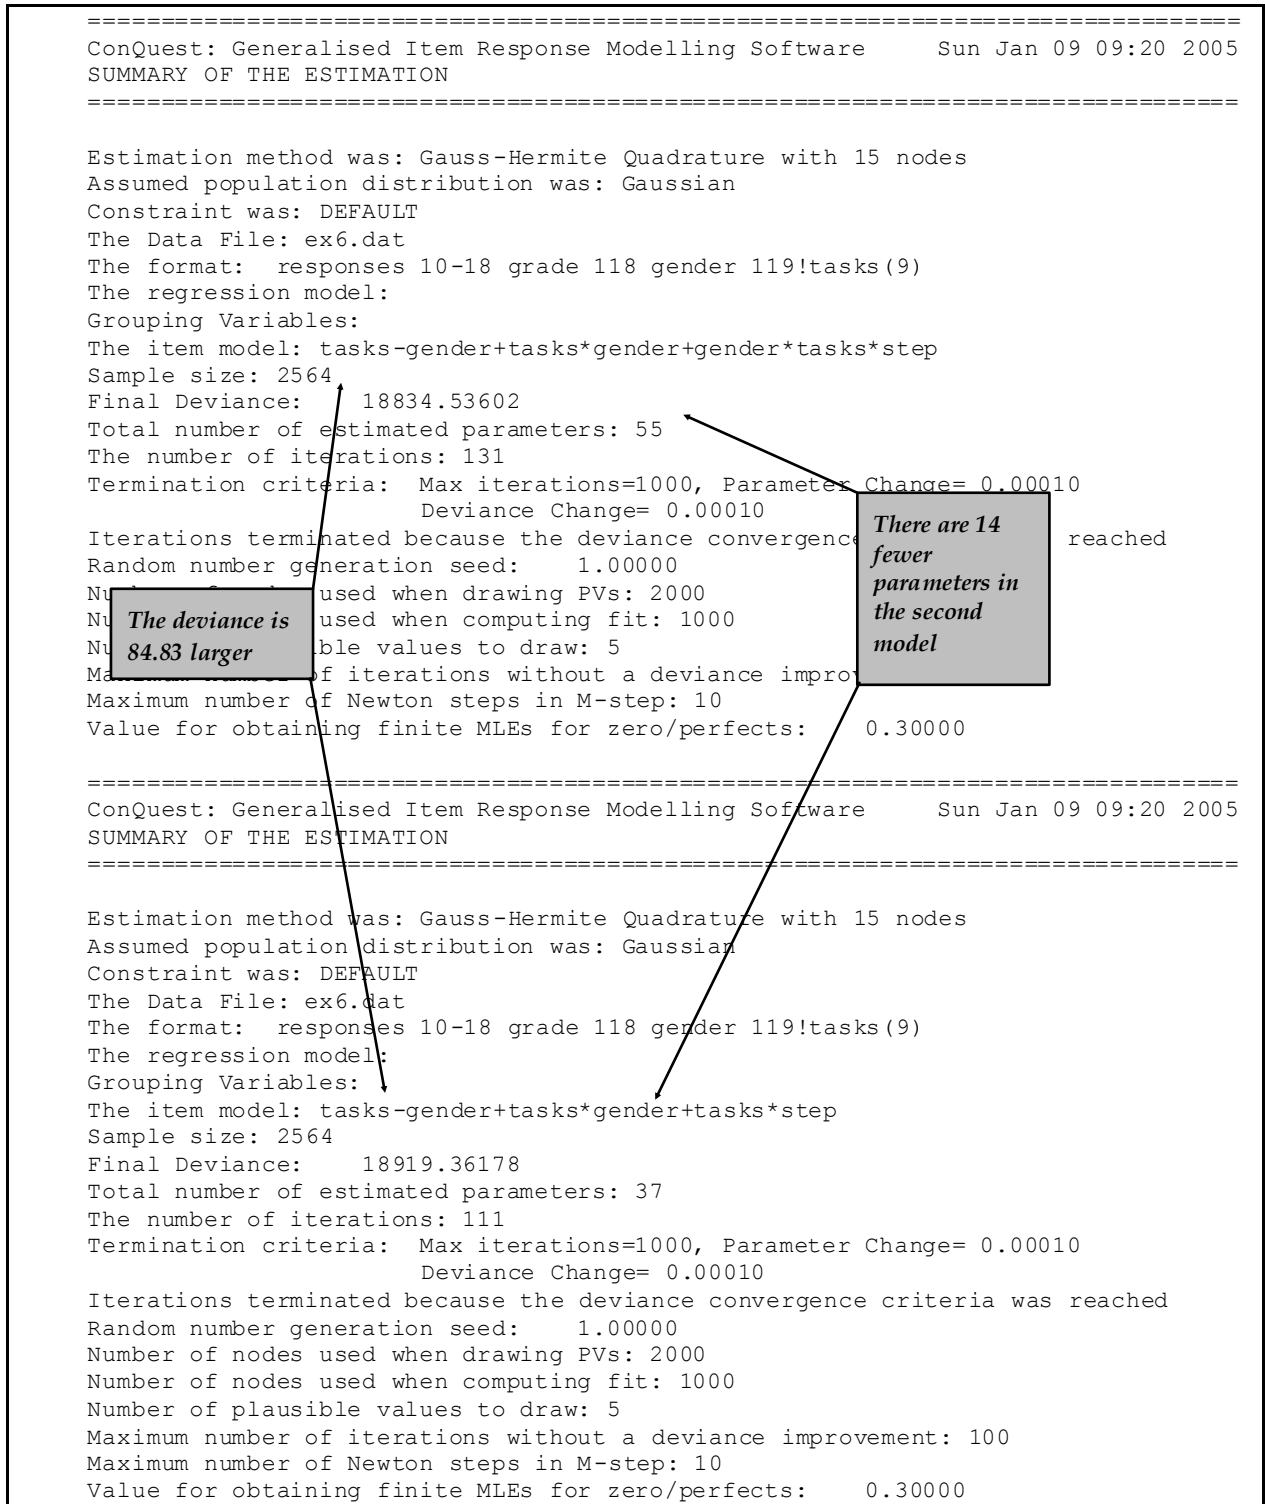 ==============================================================================
ConQuest: Generalised Item Response Modelling Software     Sun Jan 09 09:20 2005
SUMMARY OF THE ESTIMATION
==============================================================================
Estimation method was: Gauss-Hermite Quadrature with 15 nodes
Assumed population distribution was: Gaussian
Constraint was: DEFAULT
The Data File: ex6.dat
The format:  responses 10-18 grade 118 gender 119!tasks(9)
The regression model:
Grouping Variables:
The item model: tasks-gender+tasks*gender+gender*tasks*step
Sample size: 2564
Final Deviance:    18834.53602
Total number of estimated parameters: 55
The number of iterations: 131
Termination criteria:  Max iterations=1000, Parameter Change= 0.00010
Deviance Change= 0.00010
Iterations terminated because the deviance convergence reached
Random number generation seed:    1.00000
used when drawing PVs: 2000
used when computing fit: 1000
values to draw: 5
of iterations without a deviance
Maximum number of Newton steps in M-step: 10
Value for obtaining finite MLEs for zero/perfects:    0.30000
The deviance is
84.83 larger
There are 14
fewer
parameters in
the second
model
==============================================================================
ConQuest: Generalised Item Response Modelling Software     Sun Jan 09 09:20 2005
SUMMARY OF THE ESTIMATION
==============================================================================
Estimation method was: Gauss-Hermite Quadrature with 15 nodes
Assumed population distribution was: Gaussian
Constraint was: DEFAULT
The Data File: ex6.dat
The format:  responses 10-18 grade 118 gender 119!tasks(9)
The regression model:
Grouping Variables:
The item model: tasks-gender+tasks*gender+tasks*step
Sample size: 2564
Final Deviance:    18919.36178
Total number of estimated parameters: 37
The number of iterations: 111
Termination criteria:  Max iterations=1000, Parameter Change= 0.00010
Deviance Change= 0.00010
Iterations terminated because the deviance convergence criteria was reached
Random number generation seed:    1.00000
Number of nodes used when drawing PVs: 2000
Number of nodes used when computing fit: 1000
Number of plausible values to draw: 5
Maximum number of iterations without a deviance improvement: 100
Maximum number of Newton steps in M-step: 10
Value for obtaining finite MLEs for zero/perfects:    0.30000